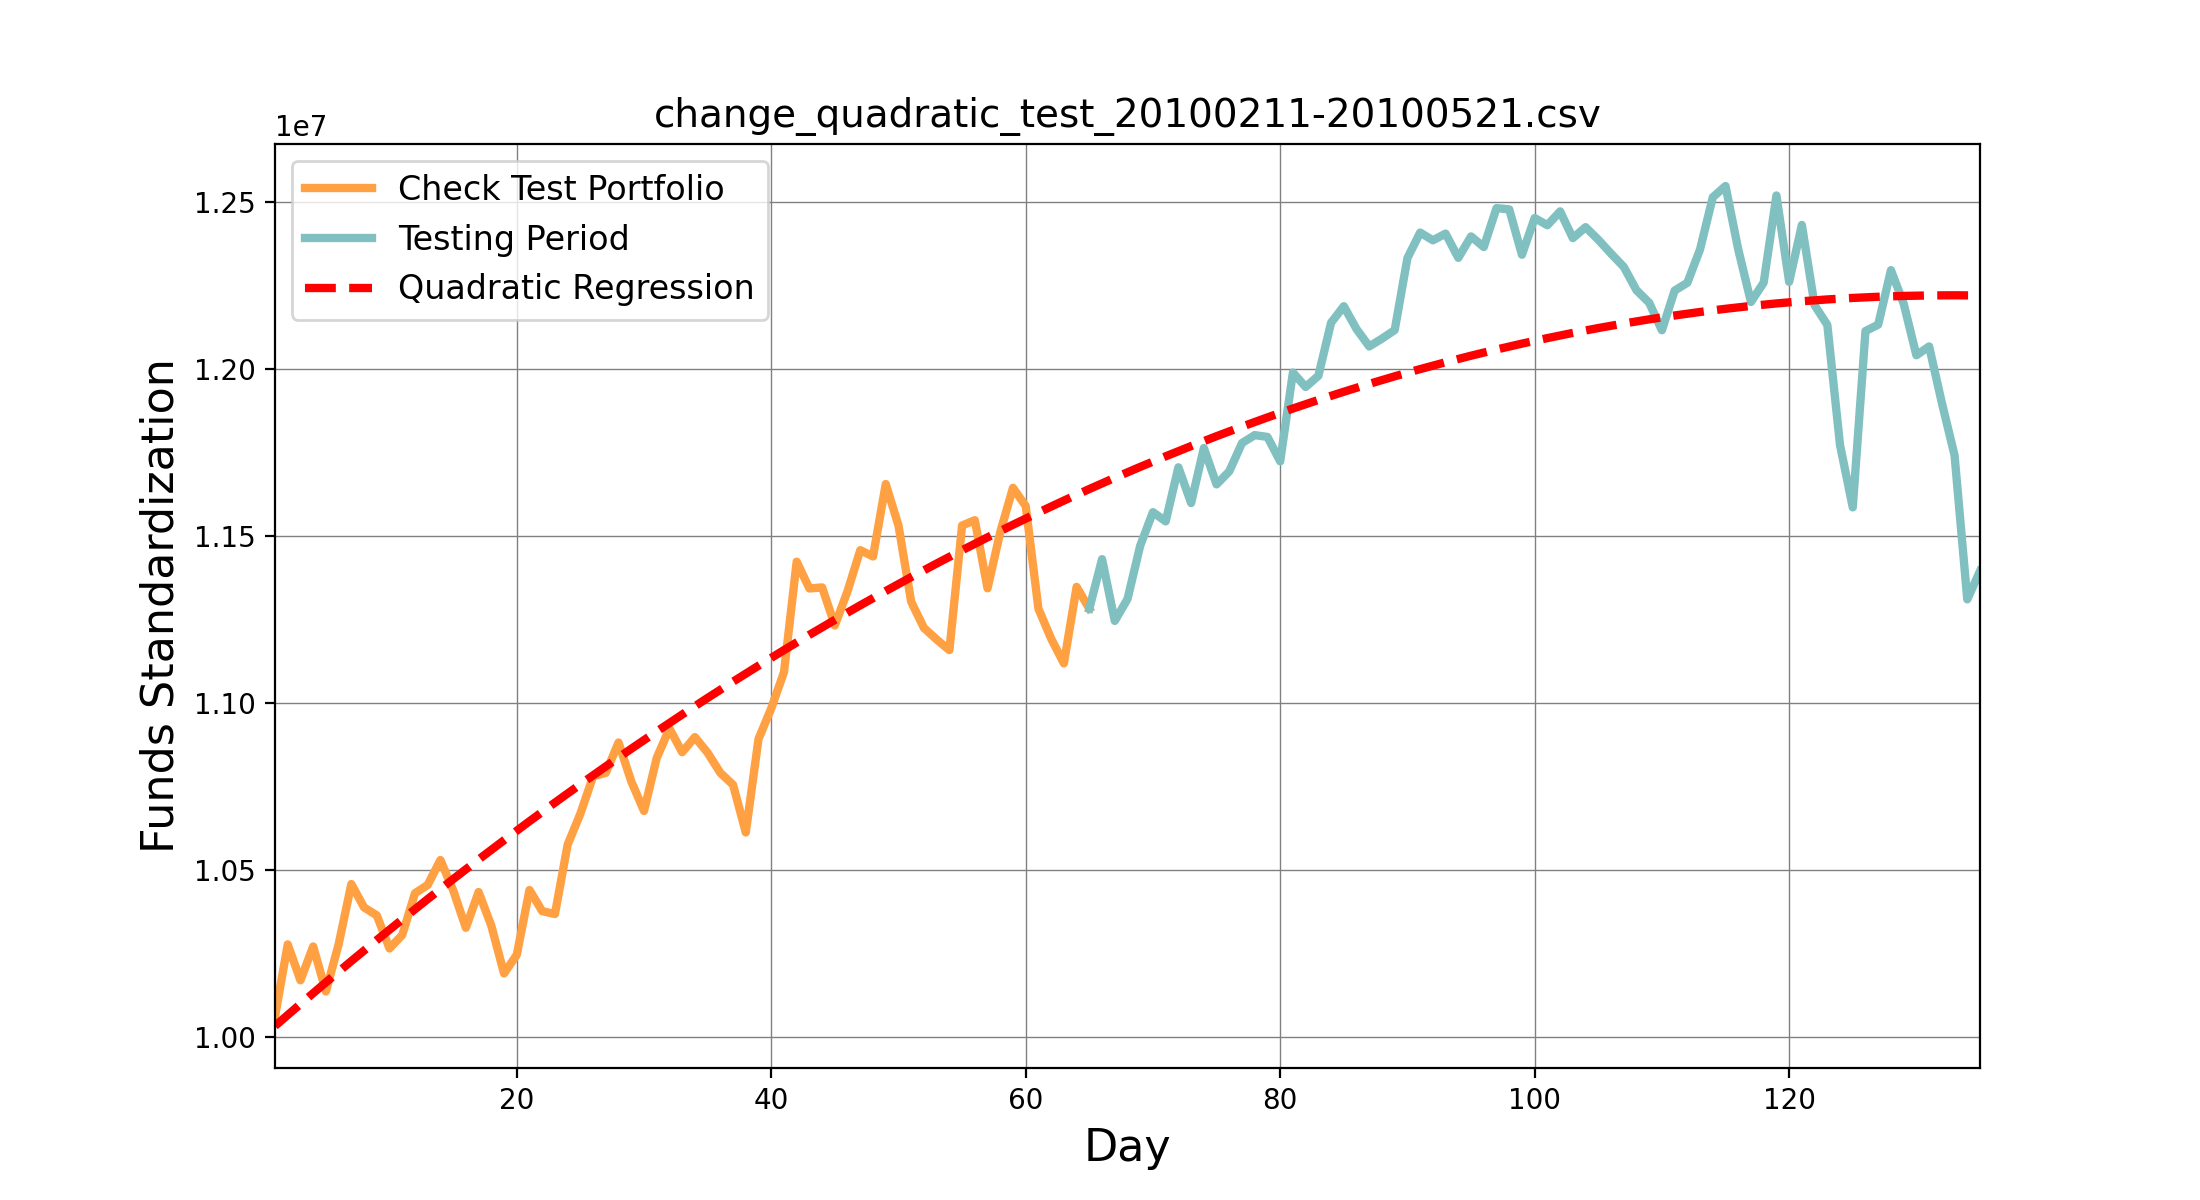 change_quadratic_test_20100211-20100521.csv
1e7
Check Test Portfolio
Testing Period
Quadratic Regression
1.25
1.20
1.15
1.10
1.05
1.00
Funds Standardization
20 40 60 80 100 120
Day